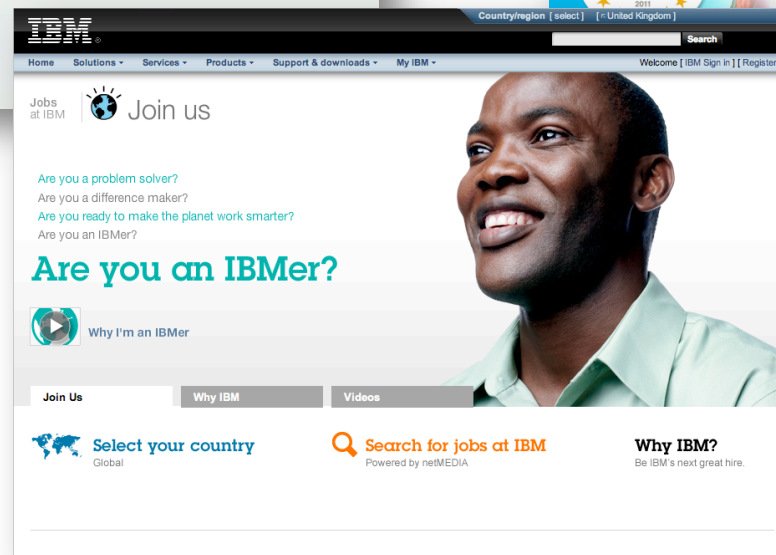 2011
Country/region [ select ] [ United Kingdom ]
IBM ®
Search
Home Solutions Services Products Support & downloads My IBM Welcome [ IBM Sign in ] [ Register
Jobs
at IBM
Join us
Are you a problem solver?
Are you a difference maker?
Are you ready to make the planet work smarter?
Are you an IBMer?
Are you an IBMer?
Why I'm an IBMer
Join Us Why IBM Videos
Select your country
Global
Search for jobs at IBM
Powered by netMEDIA
Why IBM?
Be IBM's next great hire.